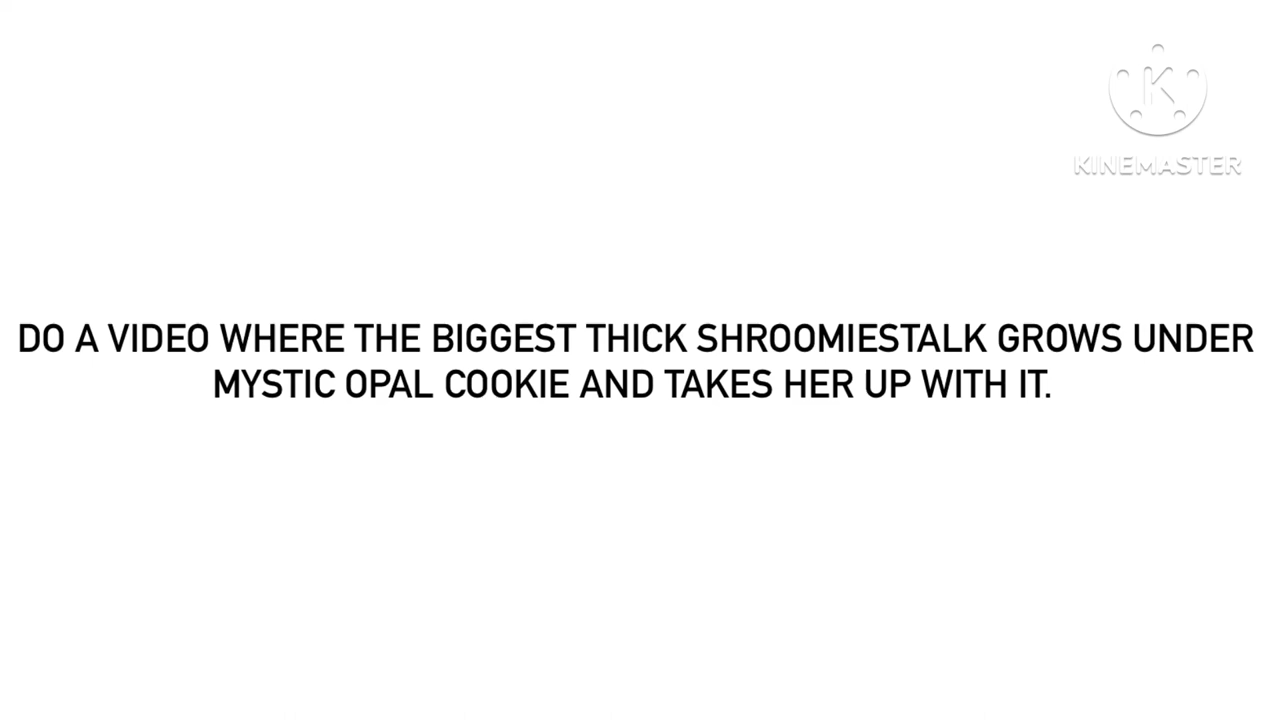 KINEMASTER
DO A VIDEO WHERE THE BIGGEST THICK SHROOMIESTALK GROWS UNDER
MYSTIC OPAL COOKIE AND TAKES HER UP WITH IT.